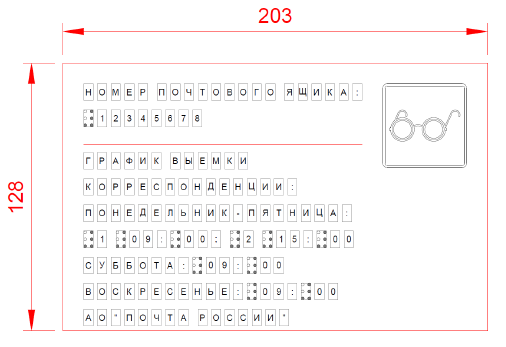 203
128
НОМЕР ПОЧТОВОГО ЯЩИКА:
12345678
ГРАФИК ВЫЕМКИ
КОРРЕСПОНДЕНЦИИ:
ПОНЕДЕЛЬНИК-ПЯТНИЦА:
1 09:00: 2 15:00
СУББОТА:09:00
ВОСКРЕСЕНЬЕ:09:00
АО"ПОЧТА РОССИИ"